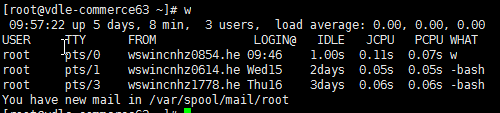 [root@vdle-commerce63 ~]# w
 09:57:22 up 5 days, 8 min,  3 users,  load average: 0.00, 0.00, 0.00
USER     TTY      FROM              LOGIN@   IDLE   JCPU   PCPU WHAT
root     pts/0    wswincnhz0854.he 09:46    1.00s  0.11s  0.07s w
root     pts/1    wswincnhz0614.he Wed15    2days  0.05s  0.05s -bash
root     pts/3    wswincnhz1778.he Thu16    3days  0.06s  0.06s -bash
You have new mail in /var/spool/mail/root
[root@vdle-commerce63 ~]#